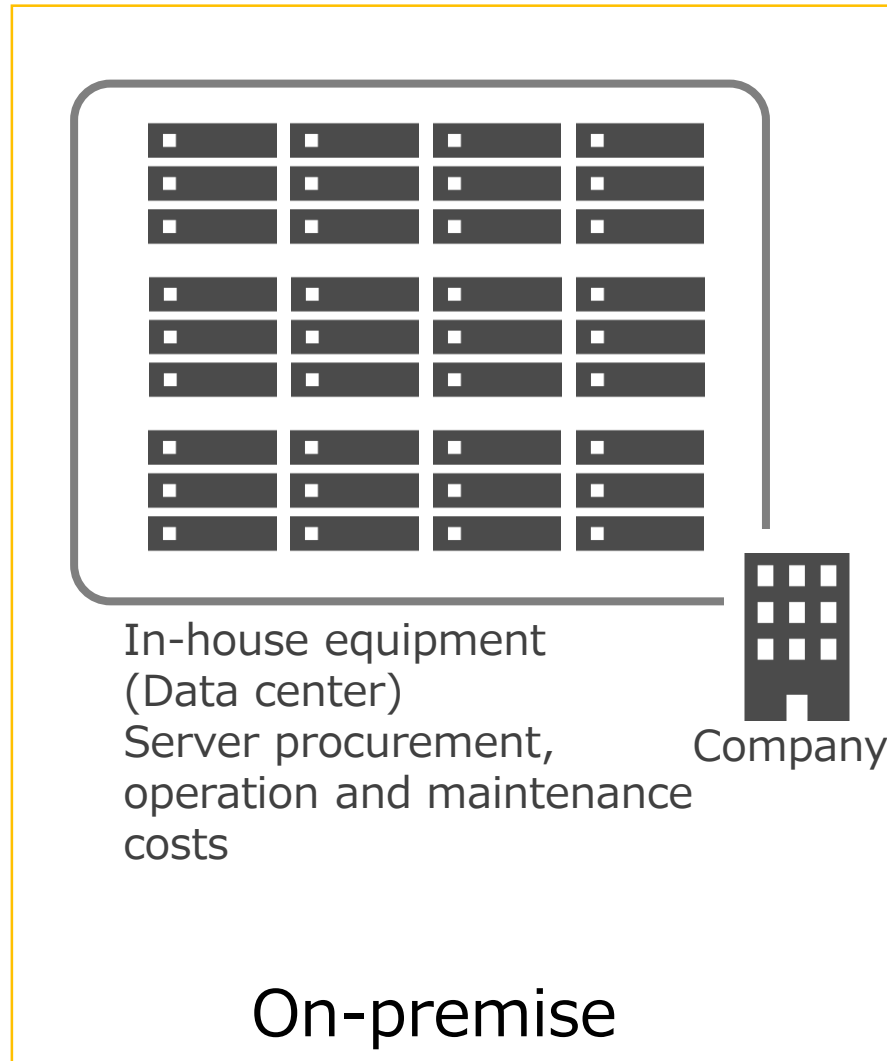 In-house equipment
(Data center)
Server procurement,
operation and maintenance
costs
Company
On-premise